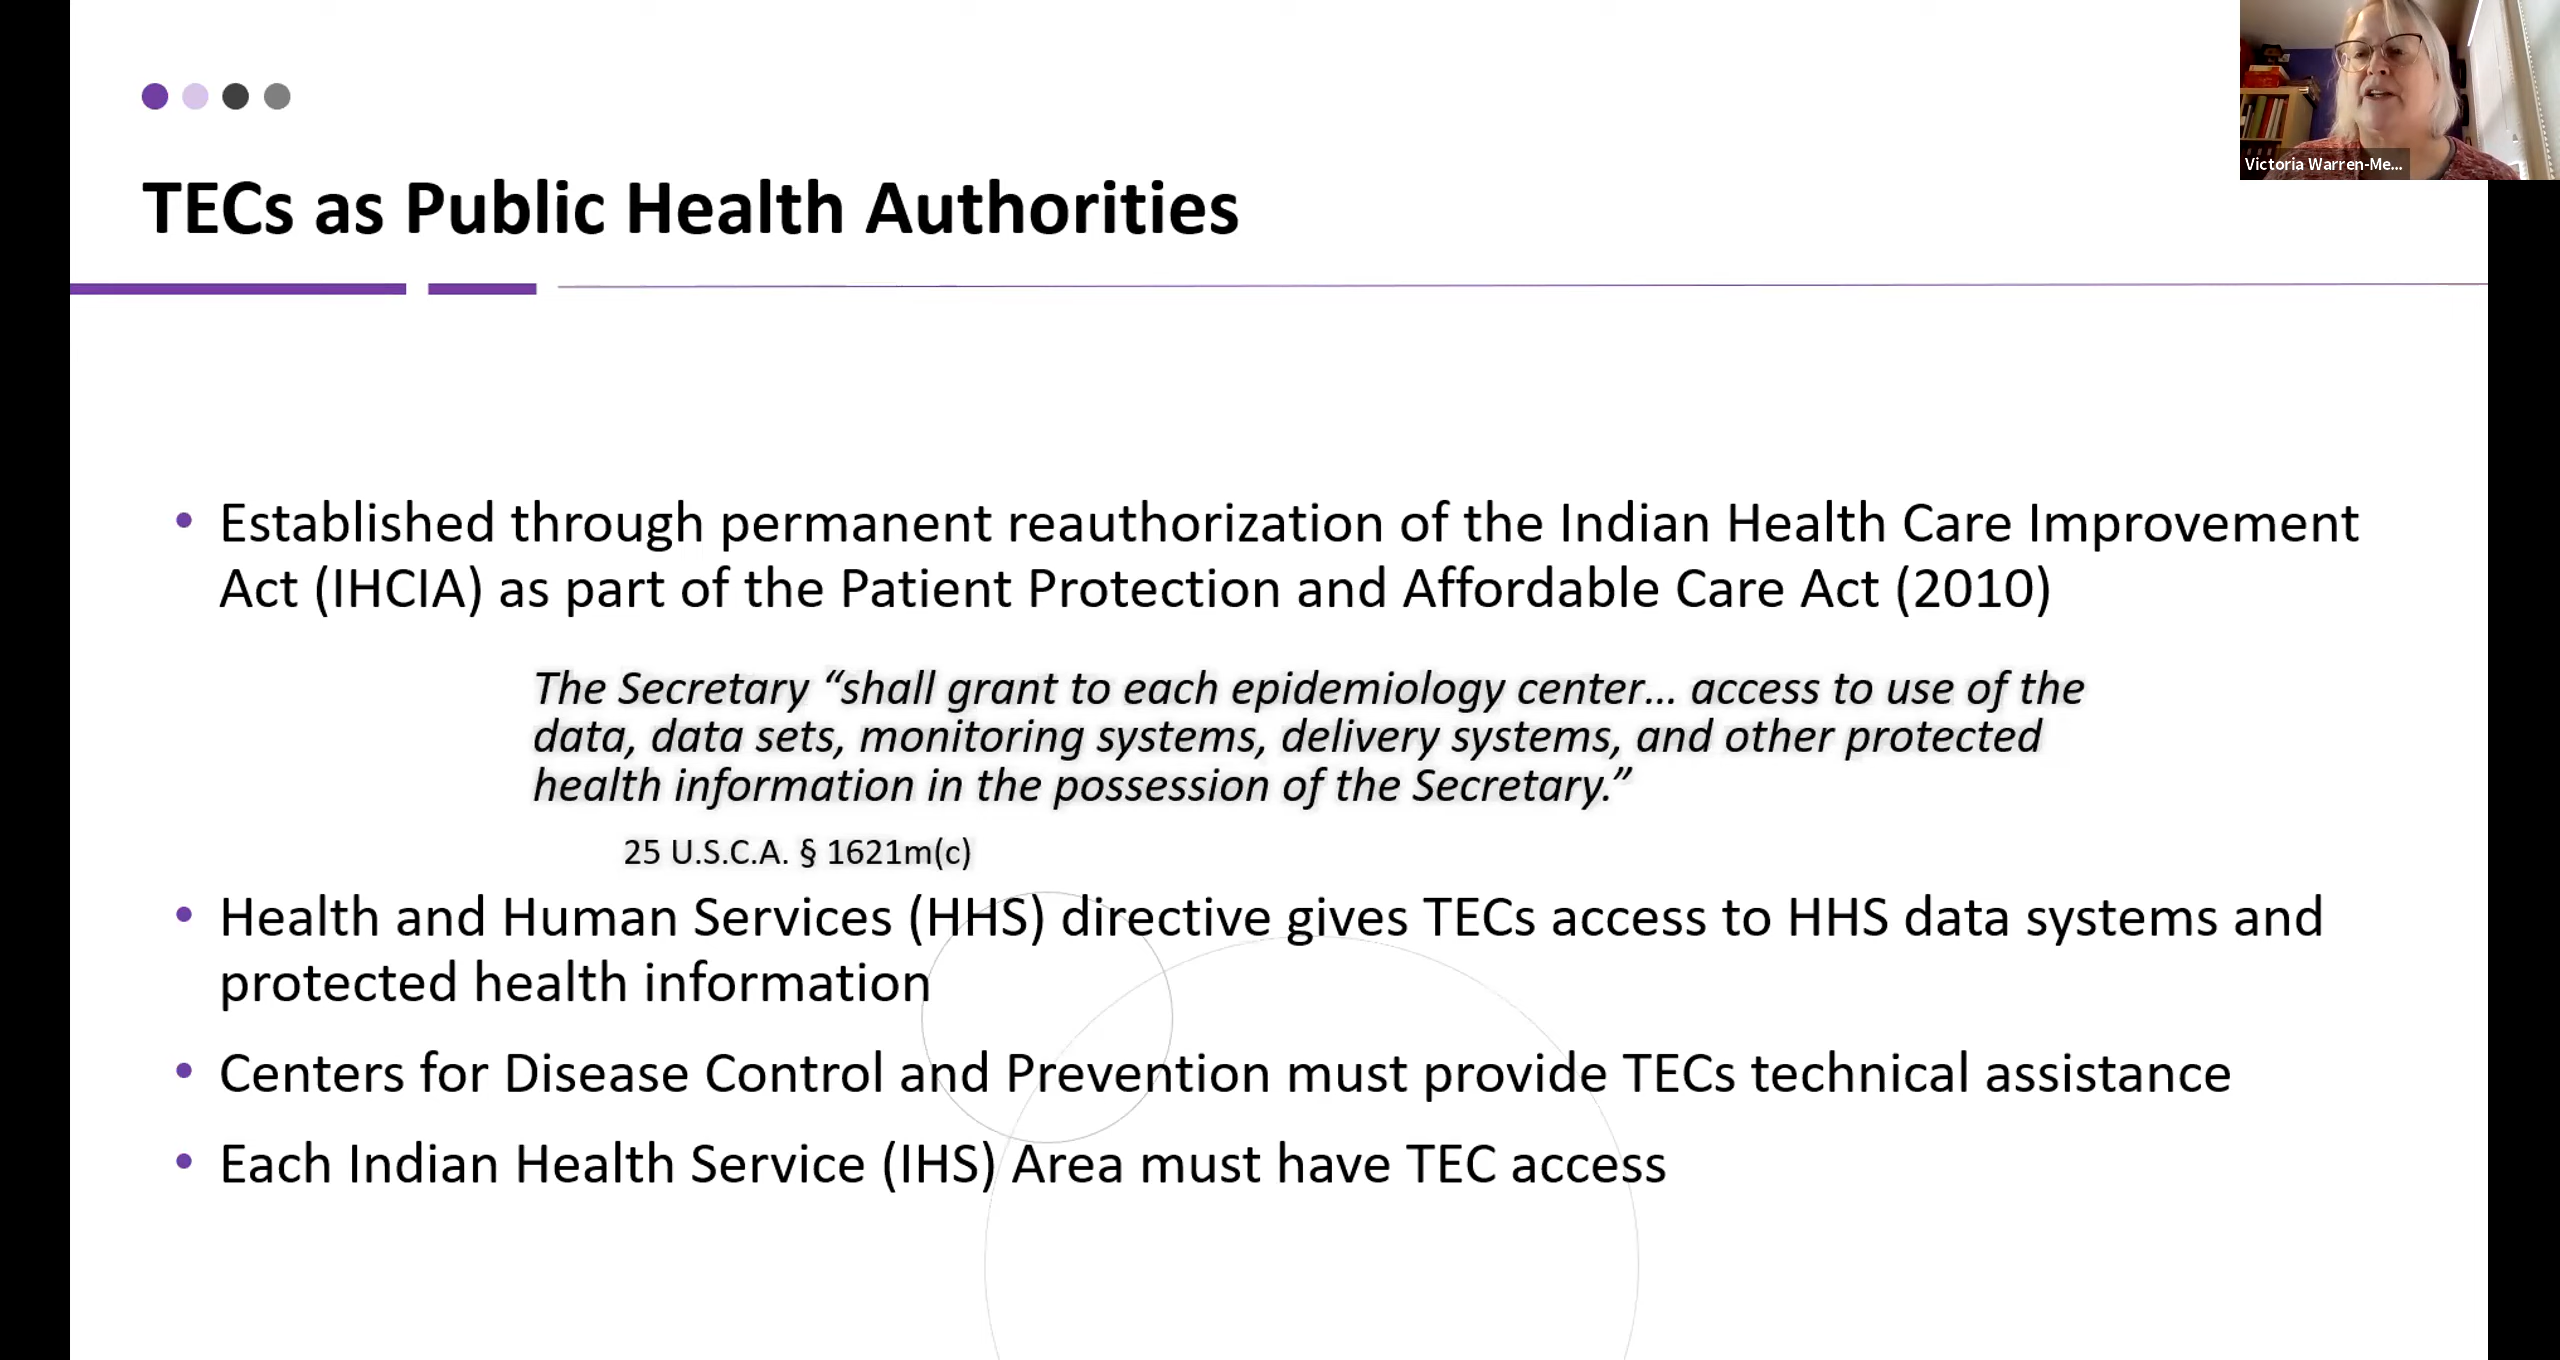 Victoria Warren-Me...
TECs as Public Health Authorities
• Established through permanent reauthorization of the Indian Health Care Improvement
Act (IHCIA) as part of the Patient Protection and Affordable Care Act (2010)
The Secretary “shall grant to each epidemiology center... access to use of the
data, data sets, monitoring systems, delivery systems, and other protected
health information in the possession of the Secretary.”
25 U.S.C.A. § 1621m(c)
• Health and Human Services (HHS) directive gives TECs access to HHS data systems and
protected health information
• Centers for Disease Control and Prevention must provide TECs technical assistance
• Each Indian Health Service (IHS) Area must have TEC access